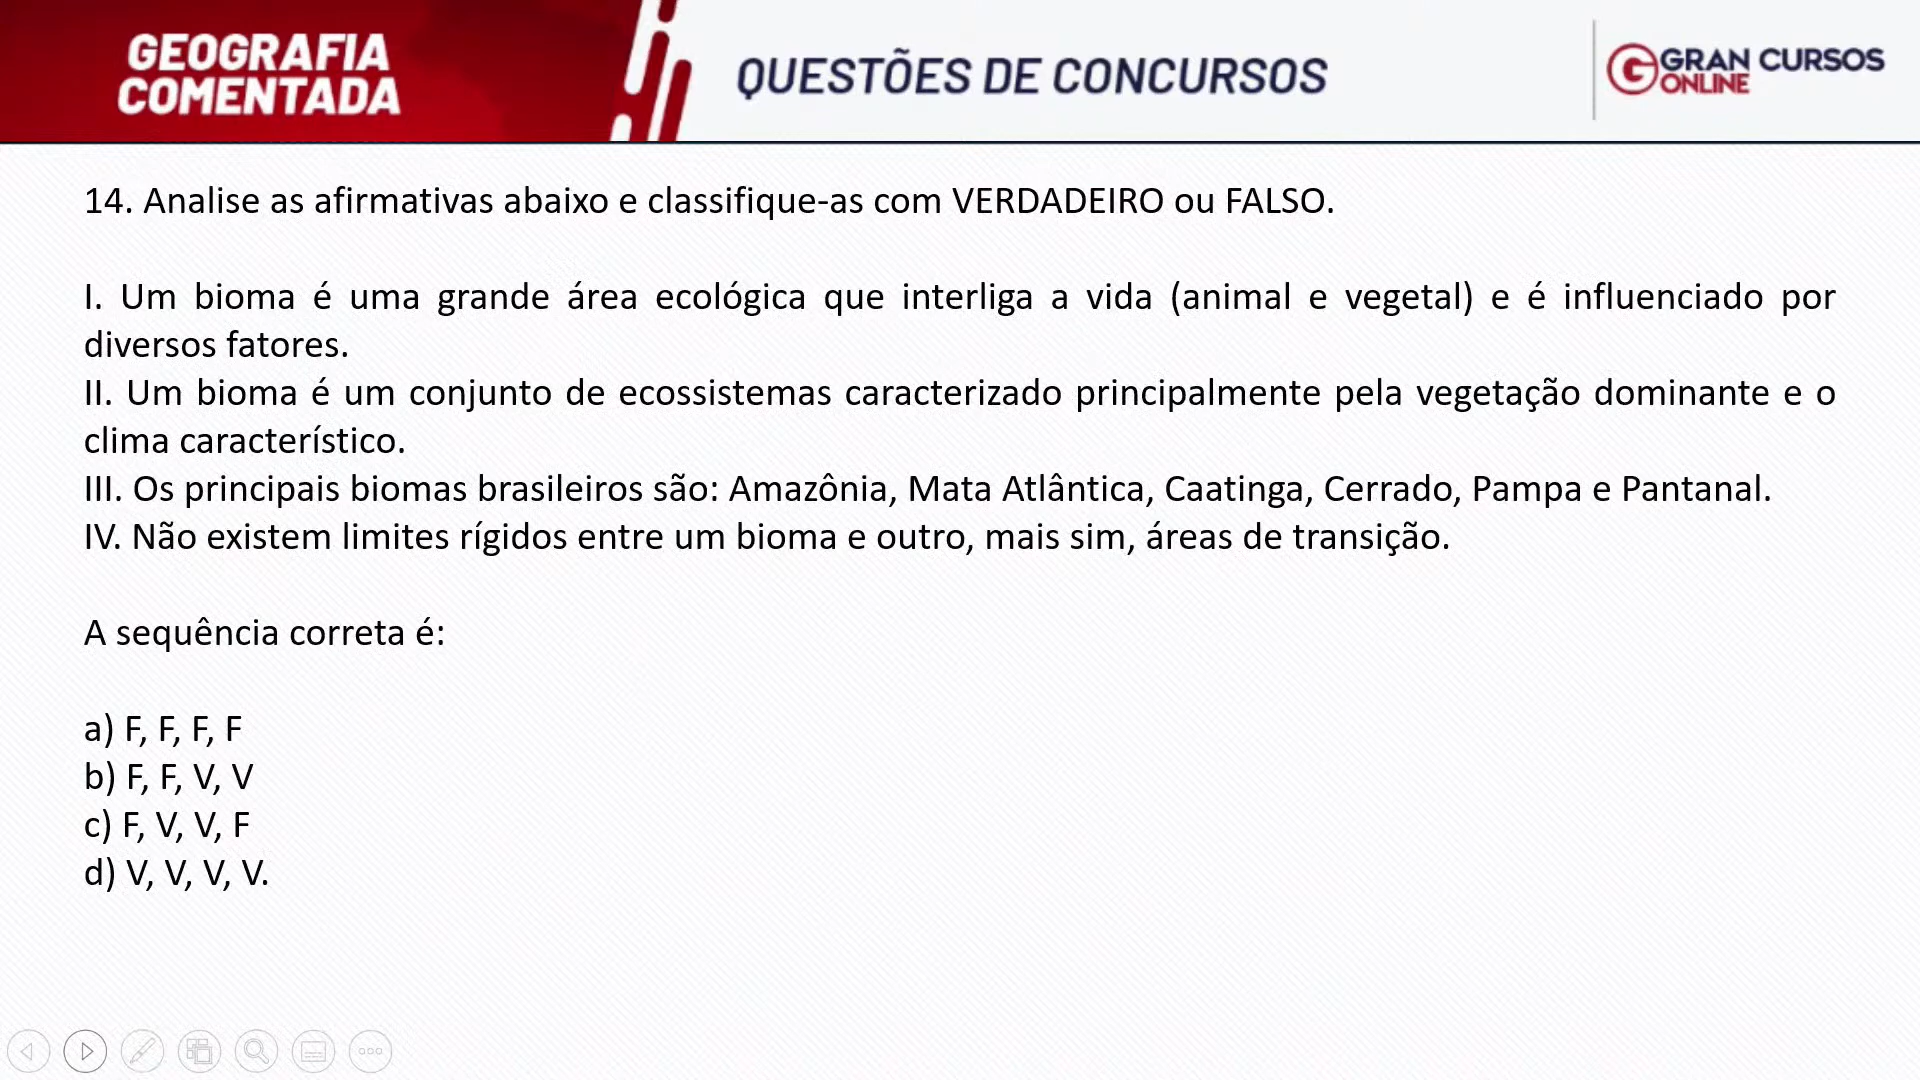 GEOGRAFIA
COMENTADA
QUESTÕES DE CONCURSOS
GRAN CURSOS
ONLINE
14. Analise as afirmativas abaixo e classifique-as com VERDADEIRO ou FALSO.
I. Um bioma é uma grande área ecológica que interliga a vida (animal e vegetal) e é influenciado por
diversos fatores.
II. Um bioma é um conjunto de ecossistemas caracterizado principalmente pela vegetação dominante e o
clima característico.
III. Os principais biomas brasileiros são: Amazônia, Mata Atlântica, Caatinga, Cerrado, Pampa e Pantanal.
IV. Não existem limites rígidos entre um bioma e outro, mais sim, áreas de transição.
A sequência correta é:
a) F, F, F, F
b) F, F, V, V
c) F, V, V, F
d) V, V, V, V.